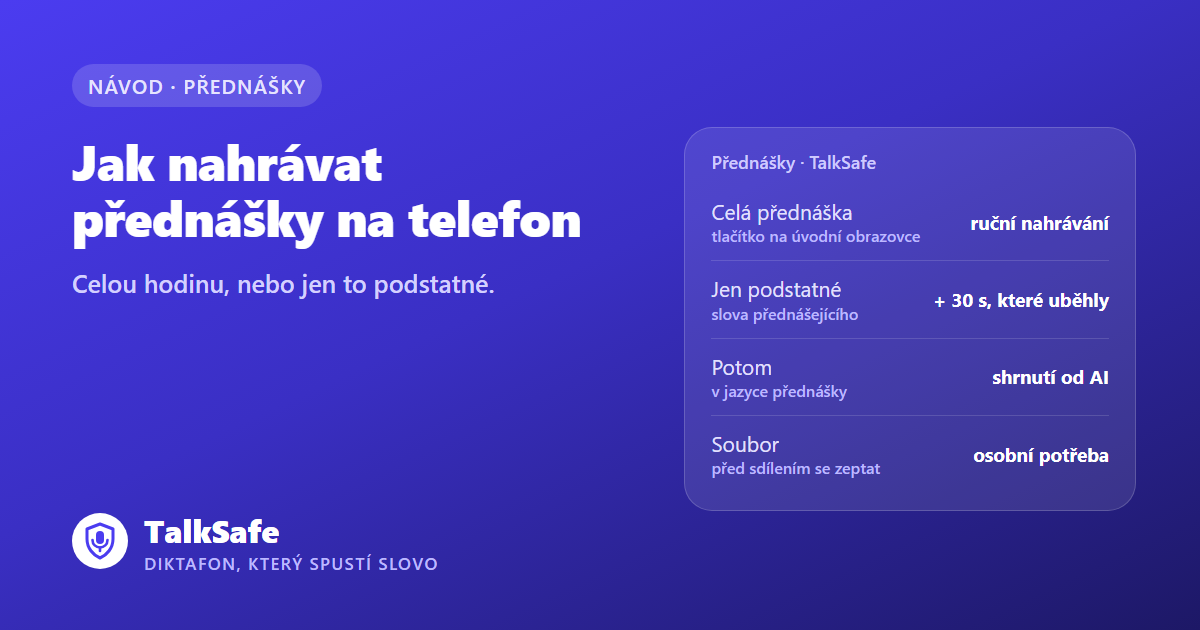 NÁVOD · PŘEDNÁŠKY
Jak nahrávat
přednášky na telefon
Celou hodinu, nebo jen to podstatné.
Přednášky · TalkSafe
Celá přednáška
tlačítko na úvodní obrazovce
ruční nahrávání
Jen podstatné
slova přednášejícího
+ 30 s, které uběhly
Potom
v jazyce přednášky
shrnutí od AI
Soubor
před sdílením se zeptat
osobní potřeba
TalkSafe
DIKTAFON, KTERÝ SPUSTÍ SLOVO